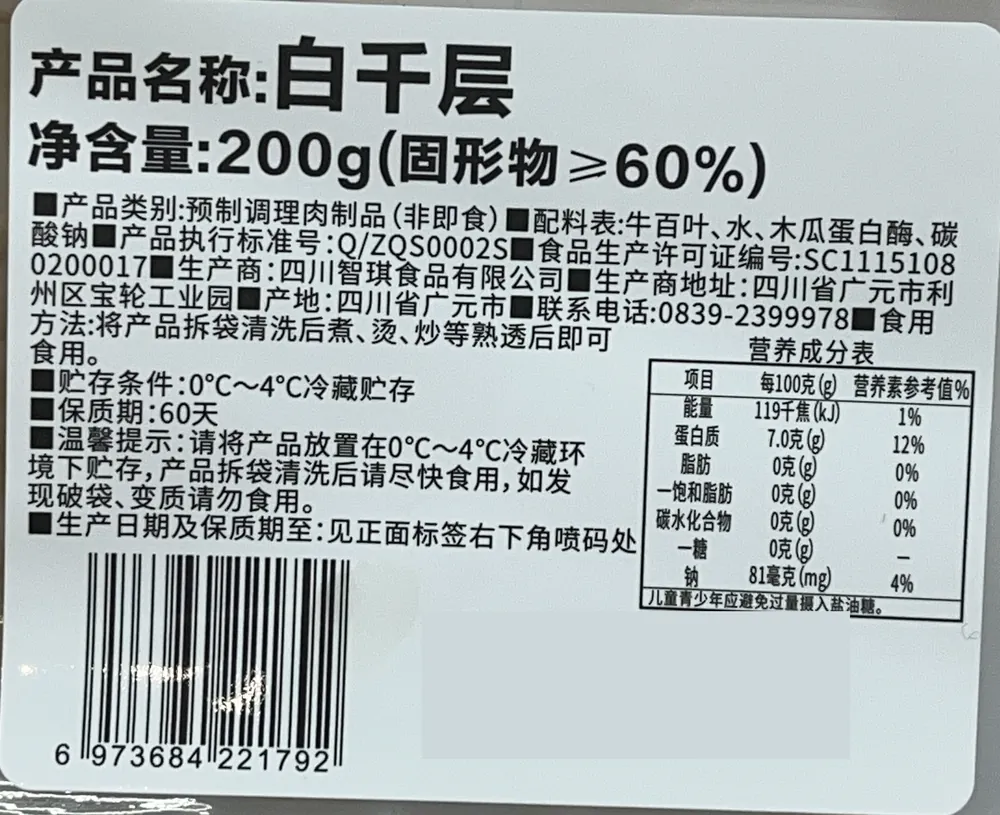 产品名称:白千层
净含量:200g(固形物≥60%)
■产品类别:预制调理肉制品(非即食)■配料表:牛百叶、水、木瓜蛋白酶、碳
酸钠■产品执行标准号:Q/ZQS0002S■食品生产许可证编号:SC1115108
0200017■生产商:四川智琪食品有限公司■生产商地址:四川省广元市利
州区宝轮工业园■产地:四川省广元市■联系电话:0839-2399978■食用
方法:将产品拆袋清洗后煮、烫、炒等熟透后即可
食用。
■贮存条件:0℃～4℃冷藏贮存
■保质期:60天
■温馨提示:请将产品放置在0℃～4℃冷藏环
境下贮存,产品拆袋清洗后请尽快食用,如发
现破袋、变质请勿食用。
■生产日期及保质期至:见正面标签右下角喷码处
营养成分表
项目 每100克(g) 营养素参考值%
能量 119千焦(kJ) 1%
蛋白质 7.0克(g) 12%
脂肪 0克(g) 0%
—饱和脂肪 0克(g) 0%
碳水化合物 0克(g) 0%
—糖 0克(g) —
钠 81毫克(mg) 4%
儿童青少年应避免过量摄入盐油糖。
6 973684 221792